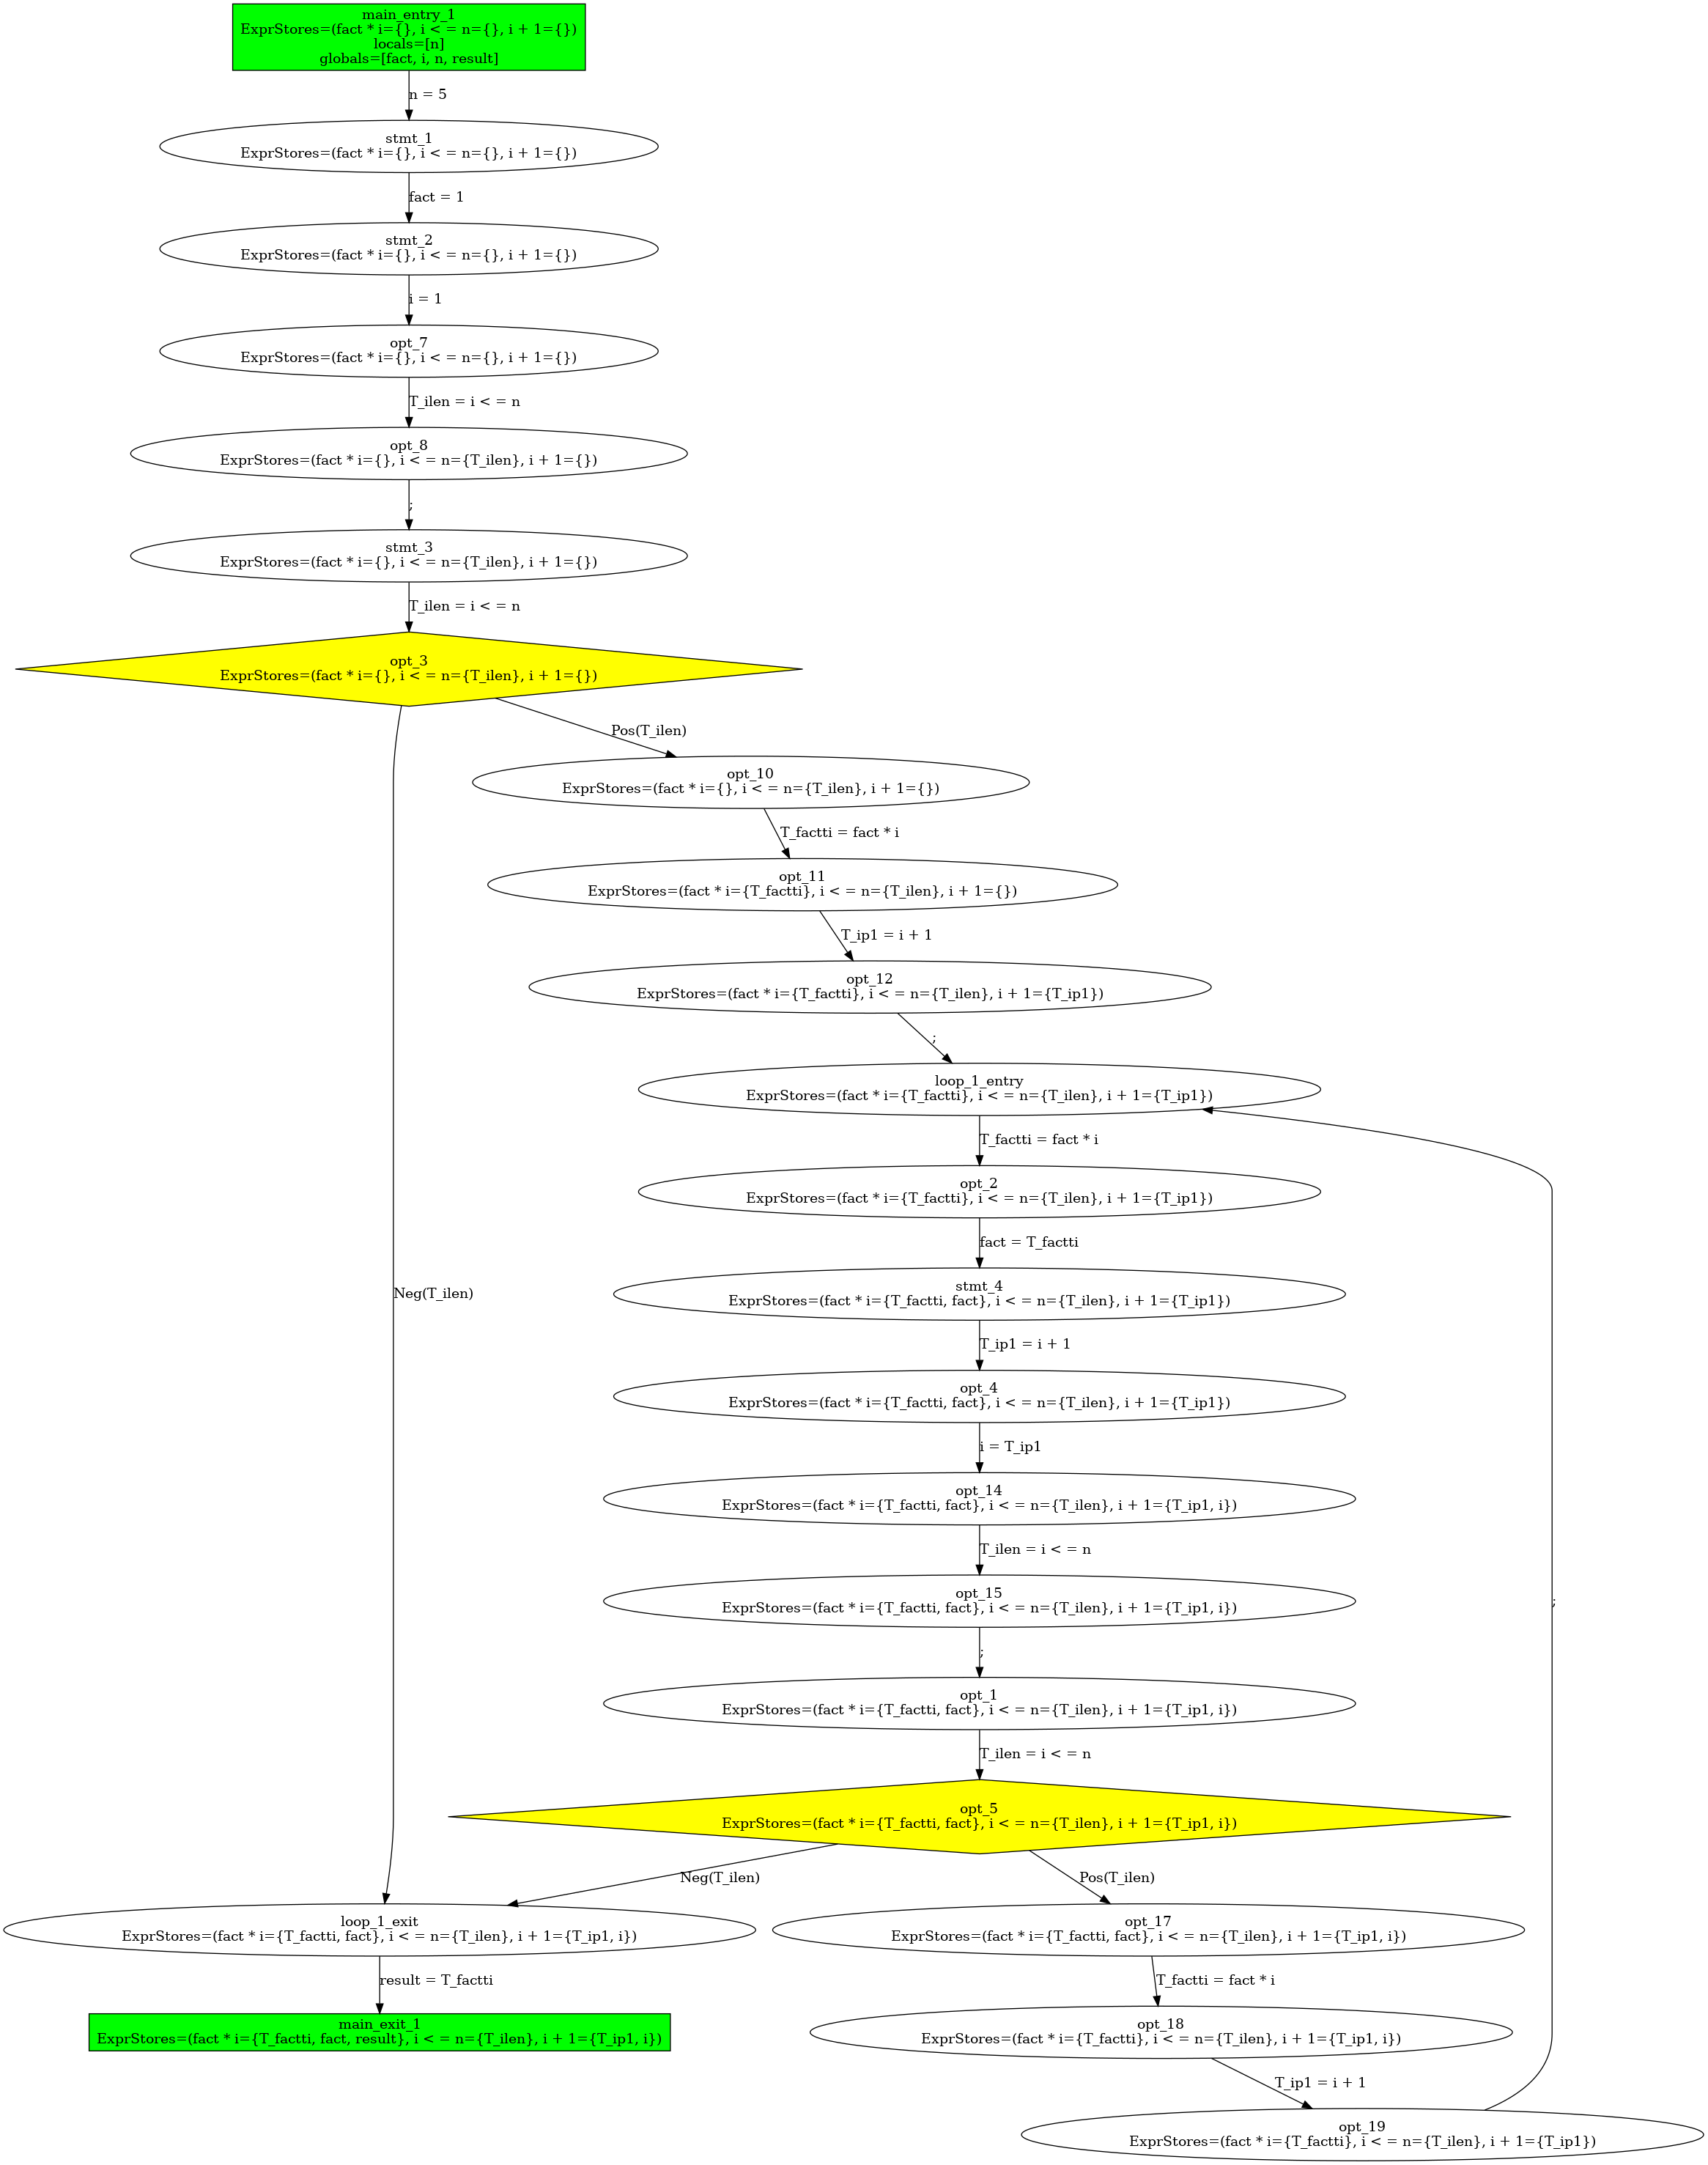 main_entry_1
ExprStores=(fact * i={}, i < = n={}, i + 1={})
locals=[n]
globals=[fact, i, n, result]
n = 5
stmt_1
ExprStores=(fact * i={}, i < = n={}, i + 1={})
fact = 1
stmt_2
ExprStores=(fact * i={}, i < = n={}, i + 1={})
i = 1
opt_7
ExprStores=(fact * i={}, i < = n={}, i + 1={})
T_ilen = i < = n
opt_8
ExprStores=(fact * i={}, i < = n={T_ilen}, i + 1={})
;
stmt_3
ExprStores=(fact * i={}, i < = n={T_ilen}, i + 1={})
T_ilen = i < = n
opt_3
ExprStores=(fact * i={}, i < = n={T_ilen}, i + 1={})
Pos(T_ilen)
opt_10
ExprStores=(fact * i={}, i < = n={T_ilen}, i + 1={})
T_factti = fact * i
opt_11
ExprStores=(fact * i={T_factti}, i < = n={T_ilen}, i + 1={})
T_ip1 = i + 1
opt_12
ExprStores=(fact * i={T_factti}, i < = n={T_ilen}, i + 1={T_ip1})
;
loop_1_entry
ExprStores=(fact * i={T_factti}, i < = n={T_ilen}, i + 1={T_ip1})
T_factti = fact * i
opt_2
ExprStores=(fact * i={T_factti}, i < = n={T_ilen}, i + 1={T_ip1})
fact = T_factti
Neg(T_ilen)
stmt_4
ExprStores=(fact * i={T_factti, fact}, i < = n={T_ilen}, i + 1={T_ip1})
T_ip1 = i + 1
opt_4
ExprStores=(fact * i={T_factti, fact}, i < = n={T_ilen}, i + 1={T_ip1})
i = T_ip1
opt_14
ExprStores=(fact * i={T_factti, fact}, i < = n={T_ilen}, i + 1={T_ip1, i})
T_ilen = i < = n
opt_15
ExprStores=(fact * i={T_factti, fact}, i < = n={T_ilen}, i + 1={T_ip1, i})
;
;
opt_1
ExprStores=(fact * i={T_factti, fact}, i < = n={T_ilen}, i + 1={T_ip1, i})
T_ilen = i < = n
opt_5
ExprStores=(fact * i={T_factti, fact}, i < = n={T_ilen}, i + 1={T_ip1, i})
Neg(T_ilen)
Pos(T_ilen)
loop_1_exit
ExprStores=(fact * i={T_factti, fact}, i < = n={T_ilen}, i + 1={T_ip1, i})
opt_17
ExprStores=(fact * i={T_factti, fact}, i < = n={T_ilen}, i + 1={T_ip1, i})
result = T_factti
T_factti = fact * i
main_exit_1
ExprStores=(fact * i={T_factti, fact, result}, i < = n={T_ilen}, i + 1={T_ip1, i})
opt_18
ExprStores=(fact * i={T_factti}, i < = n={T_ilen}, i + 1={T_ip1, i})
T_ip1 = i + 1
opt_19
ExprStores=(fact * i={T_factti}, i < = n={T_ilen}, i + 1={T_ip1})